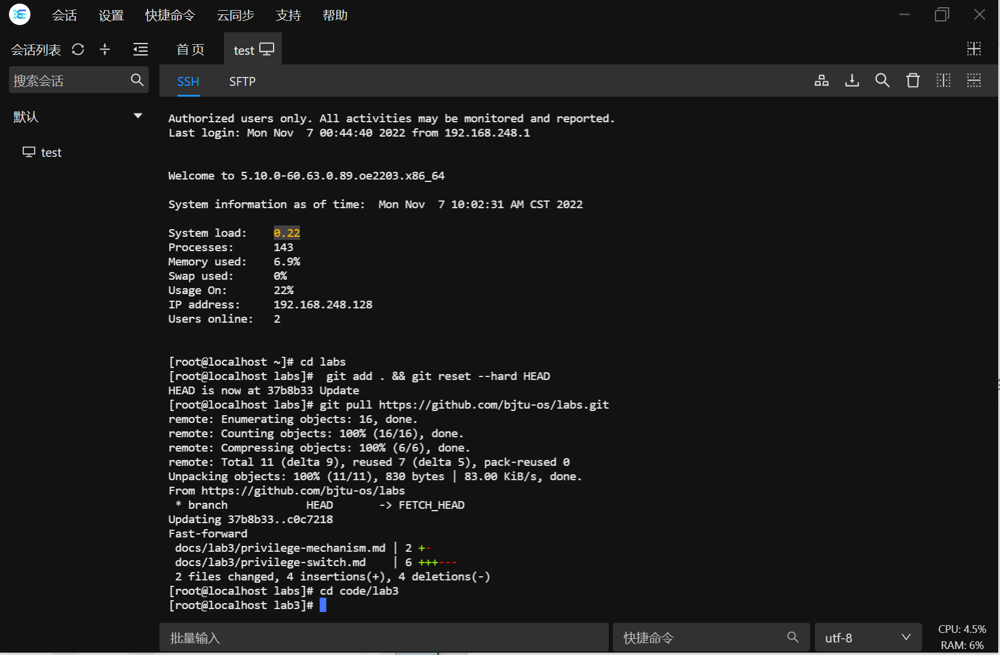 会话 设置 快捷命令 云同步 支持 帮助
会话列表 首页 test
搜索会话 SSH SFTP
默认
test
Authorized users only. All activities may be monitored and reported.
Last login: Mon Nov  7 00:44:40 2022 from 192.168.248.1
Welcome to 5.10.0-60.63.0.89.oe2203.x86_64
System information as of time:  Mon Nov  7 10:02:31 AM CST 2022
System load:    0.22
Processes:      143
Memory used:    6.9%
Swap used:      0%
Usage On:       22%
IP address:     192.168.248.128
Users online:   2
[root@localhost ~]# cd labs
[root@localhost labs]#  git add . && git reset --hard HEAD
HEAD is now at 37b8b33 Update
[root@localhost labs]# git pull https://github.com/bjtu-os/labs.git
remote: Enumerating objects: 16, done.
remote: Counting objects: 100% (16/16), done.
remote: Compressing objects: 100% (6/6), done.
remote: Total 11 (delta 9), reused 7 (delta 5), pack-reused 0
Unpacking objects: 100% (11/11), 830 bytes | 83.00 KiB/s, done.
From https://github.com/bjtu-os/labs
 * branch            HEAD       -> FETCH_HEAD
Updating 37b8b33..c0c7218
Fast-forward
 docs/lab3/privilege-mechanism.md | 2 +-
 docs/lab3/privilege-switch.md    | 6 +++---
 2 files changed, 4 insertions(+), 4 deletions(-)
[root@localhost labs]# cd code/lab3
[root@localhost lab3]#
批量输入 快捷命令 utf-8 CPU: 4.5%
RAM: 6%